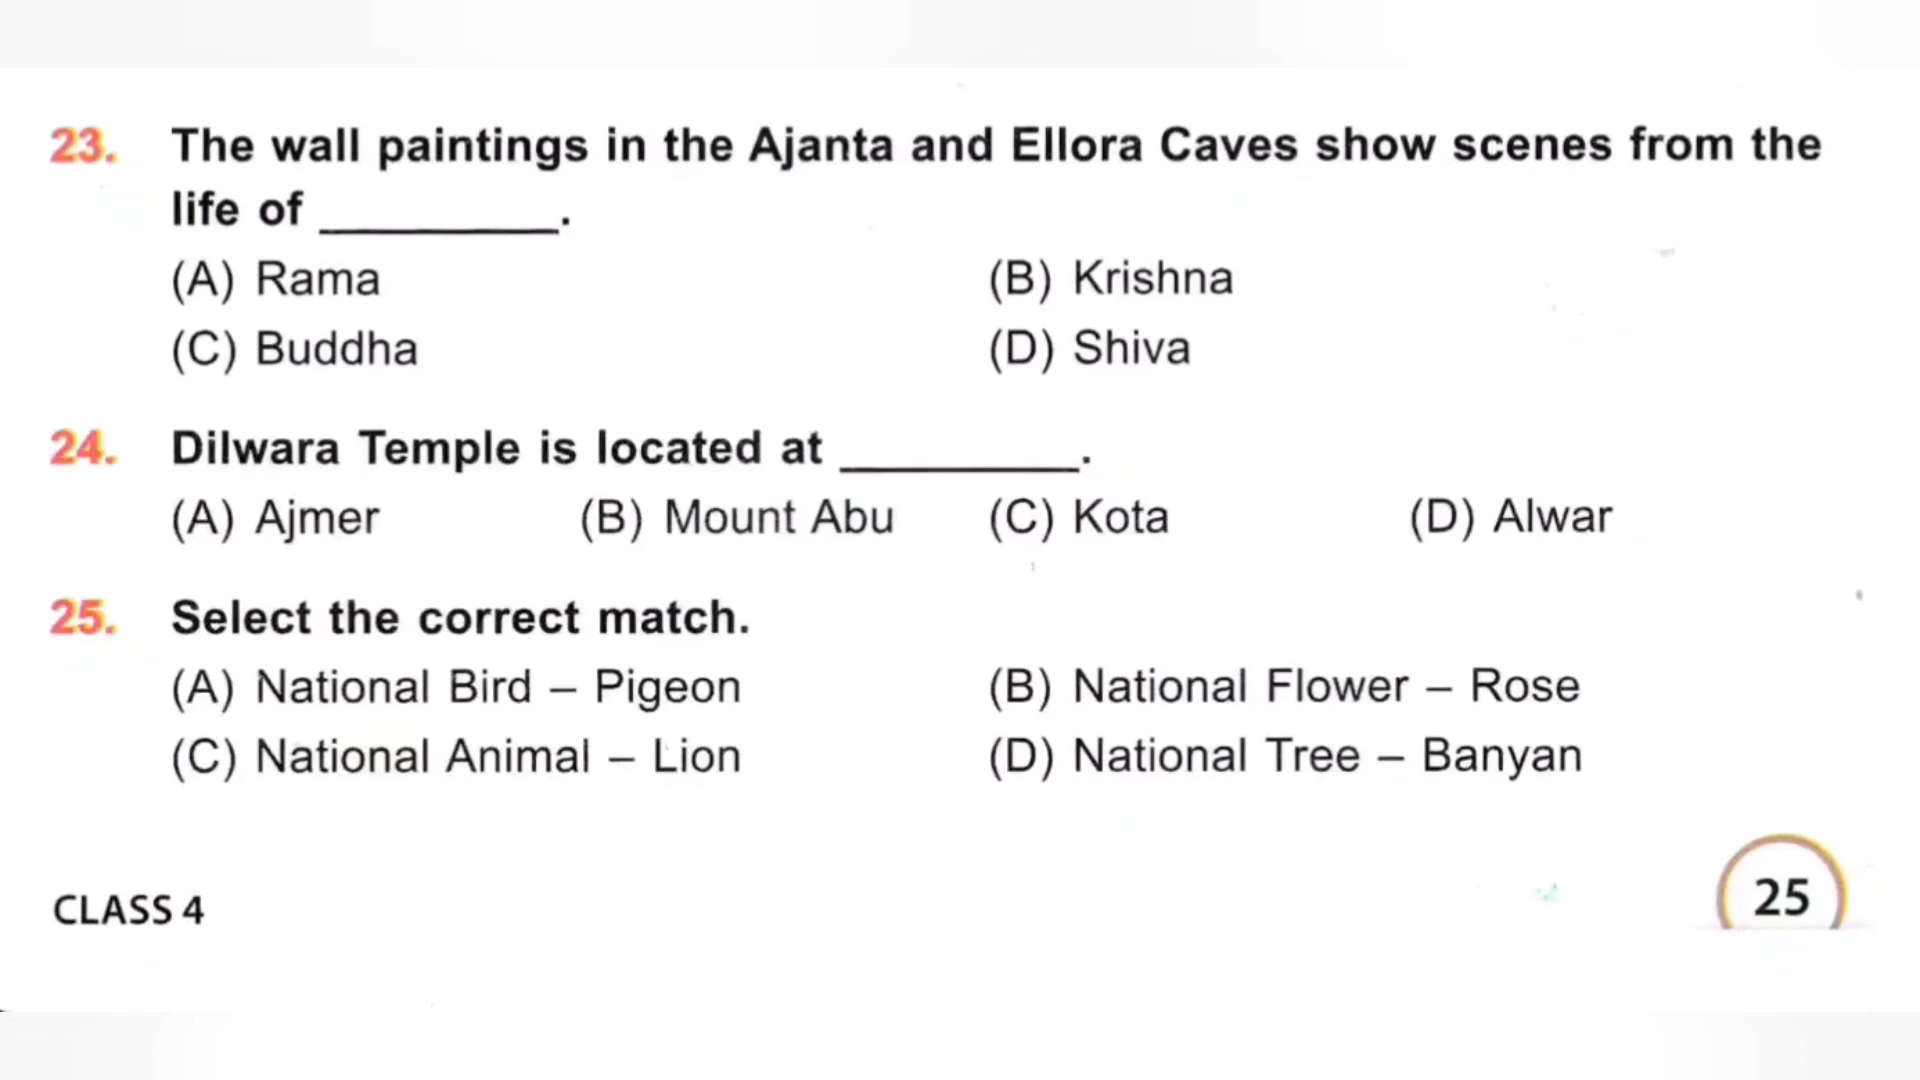 23. The wall paintings in the Ajanta and Ellora Caves show scenes from the
life of __________.
(A) Rama (B) Krishna
(C) Buddha (D) Shiva
24. Dilwara Temple is located at __________.
(A) Ajmer (B) Mount Abu (C) Kota (D) Alwar
25. Select the correct match.
(A) National Bird – Pigeon (B) National Flower – Rose
(C) National Animal – Lion (D) National Tree – Banyan
CLASS 4 25